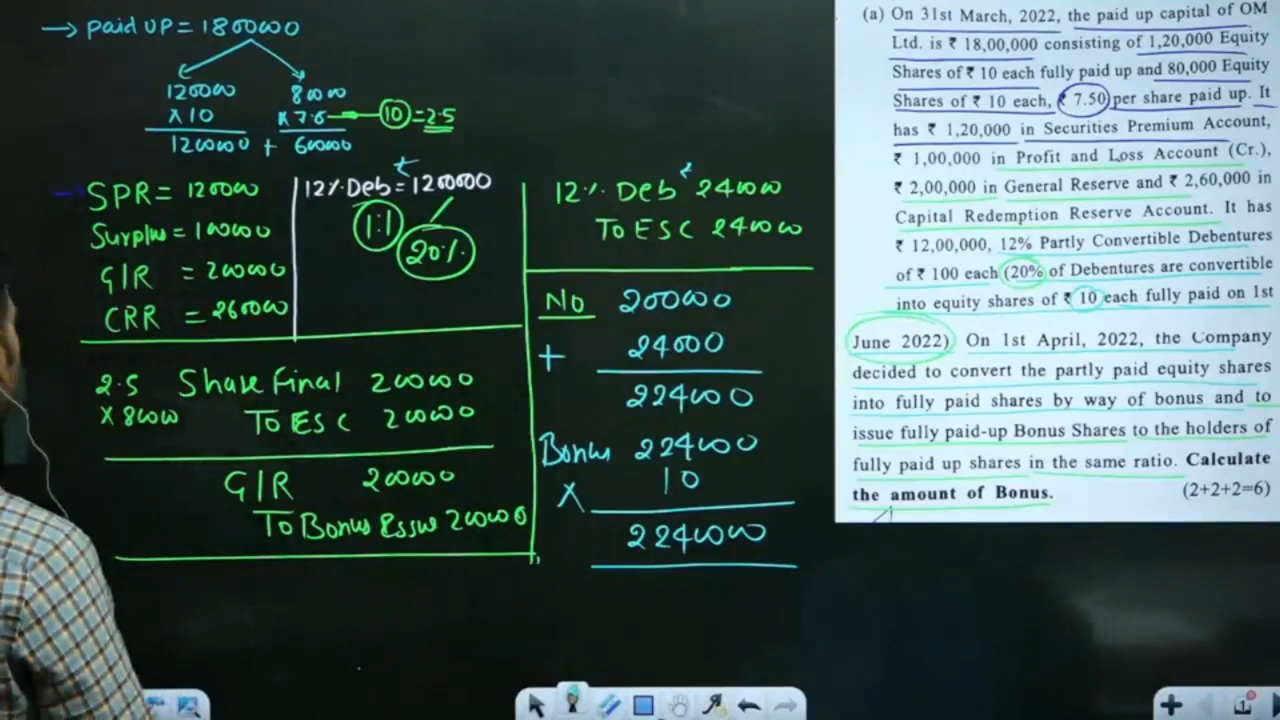 → Paid UP = 1800000
120000 80000
X 10 X 7.5 — 10 = 2.5
1200000 + 600000
SPR = 120000
Surplus = 100000
G/R = 200000
CRR = 260000
12% Deb = 1200000
1:1
20%
12% Deb 240000
To ESC 240000
2.5 Share Final 200000
X 80000 To ESC 200000
G/R 200000
To Bonus Issue 200000
No 200000
+ 24000
224000
Bonus 224000
X 10
2240000
(a) On 31st March, 2022, the paid up capital of OM
Ltd. is ₹ 18,00,000 consisting of 1,20,000 Equity
Shares of ₹ 10 each fully paid up and 80,000 Equity
Shares of ₹ 10 each, ₹ 7.50 per share paid up. It
has ₹ 1,20,000 in Securities Premium Account,
₹ 1,00,000 in Profit and Loss Account (Cr.),
₹ 2,00,000 in General Reserve and ₹ 2,60,000 in
Capital Redemption Reserve Account. It has
₹ 12,00,000, 12% Partly Convertible Debentures
of ₹ 100 each (20% of Debentures are convertible
into equity shares of ₹ 10 each fully paid on 1st
June 2022) On 1st April, 2022, the Company
decided to convert the partly paid equity shares
into fully paid shares by way of bonus and to
issue fully paid-up Bonus Shares to the holders of
fully paid up shares in the same ratio. Calculate
the amount of Bonus. (2+2+2=6)
1